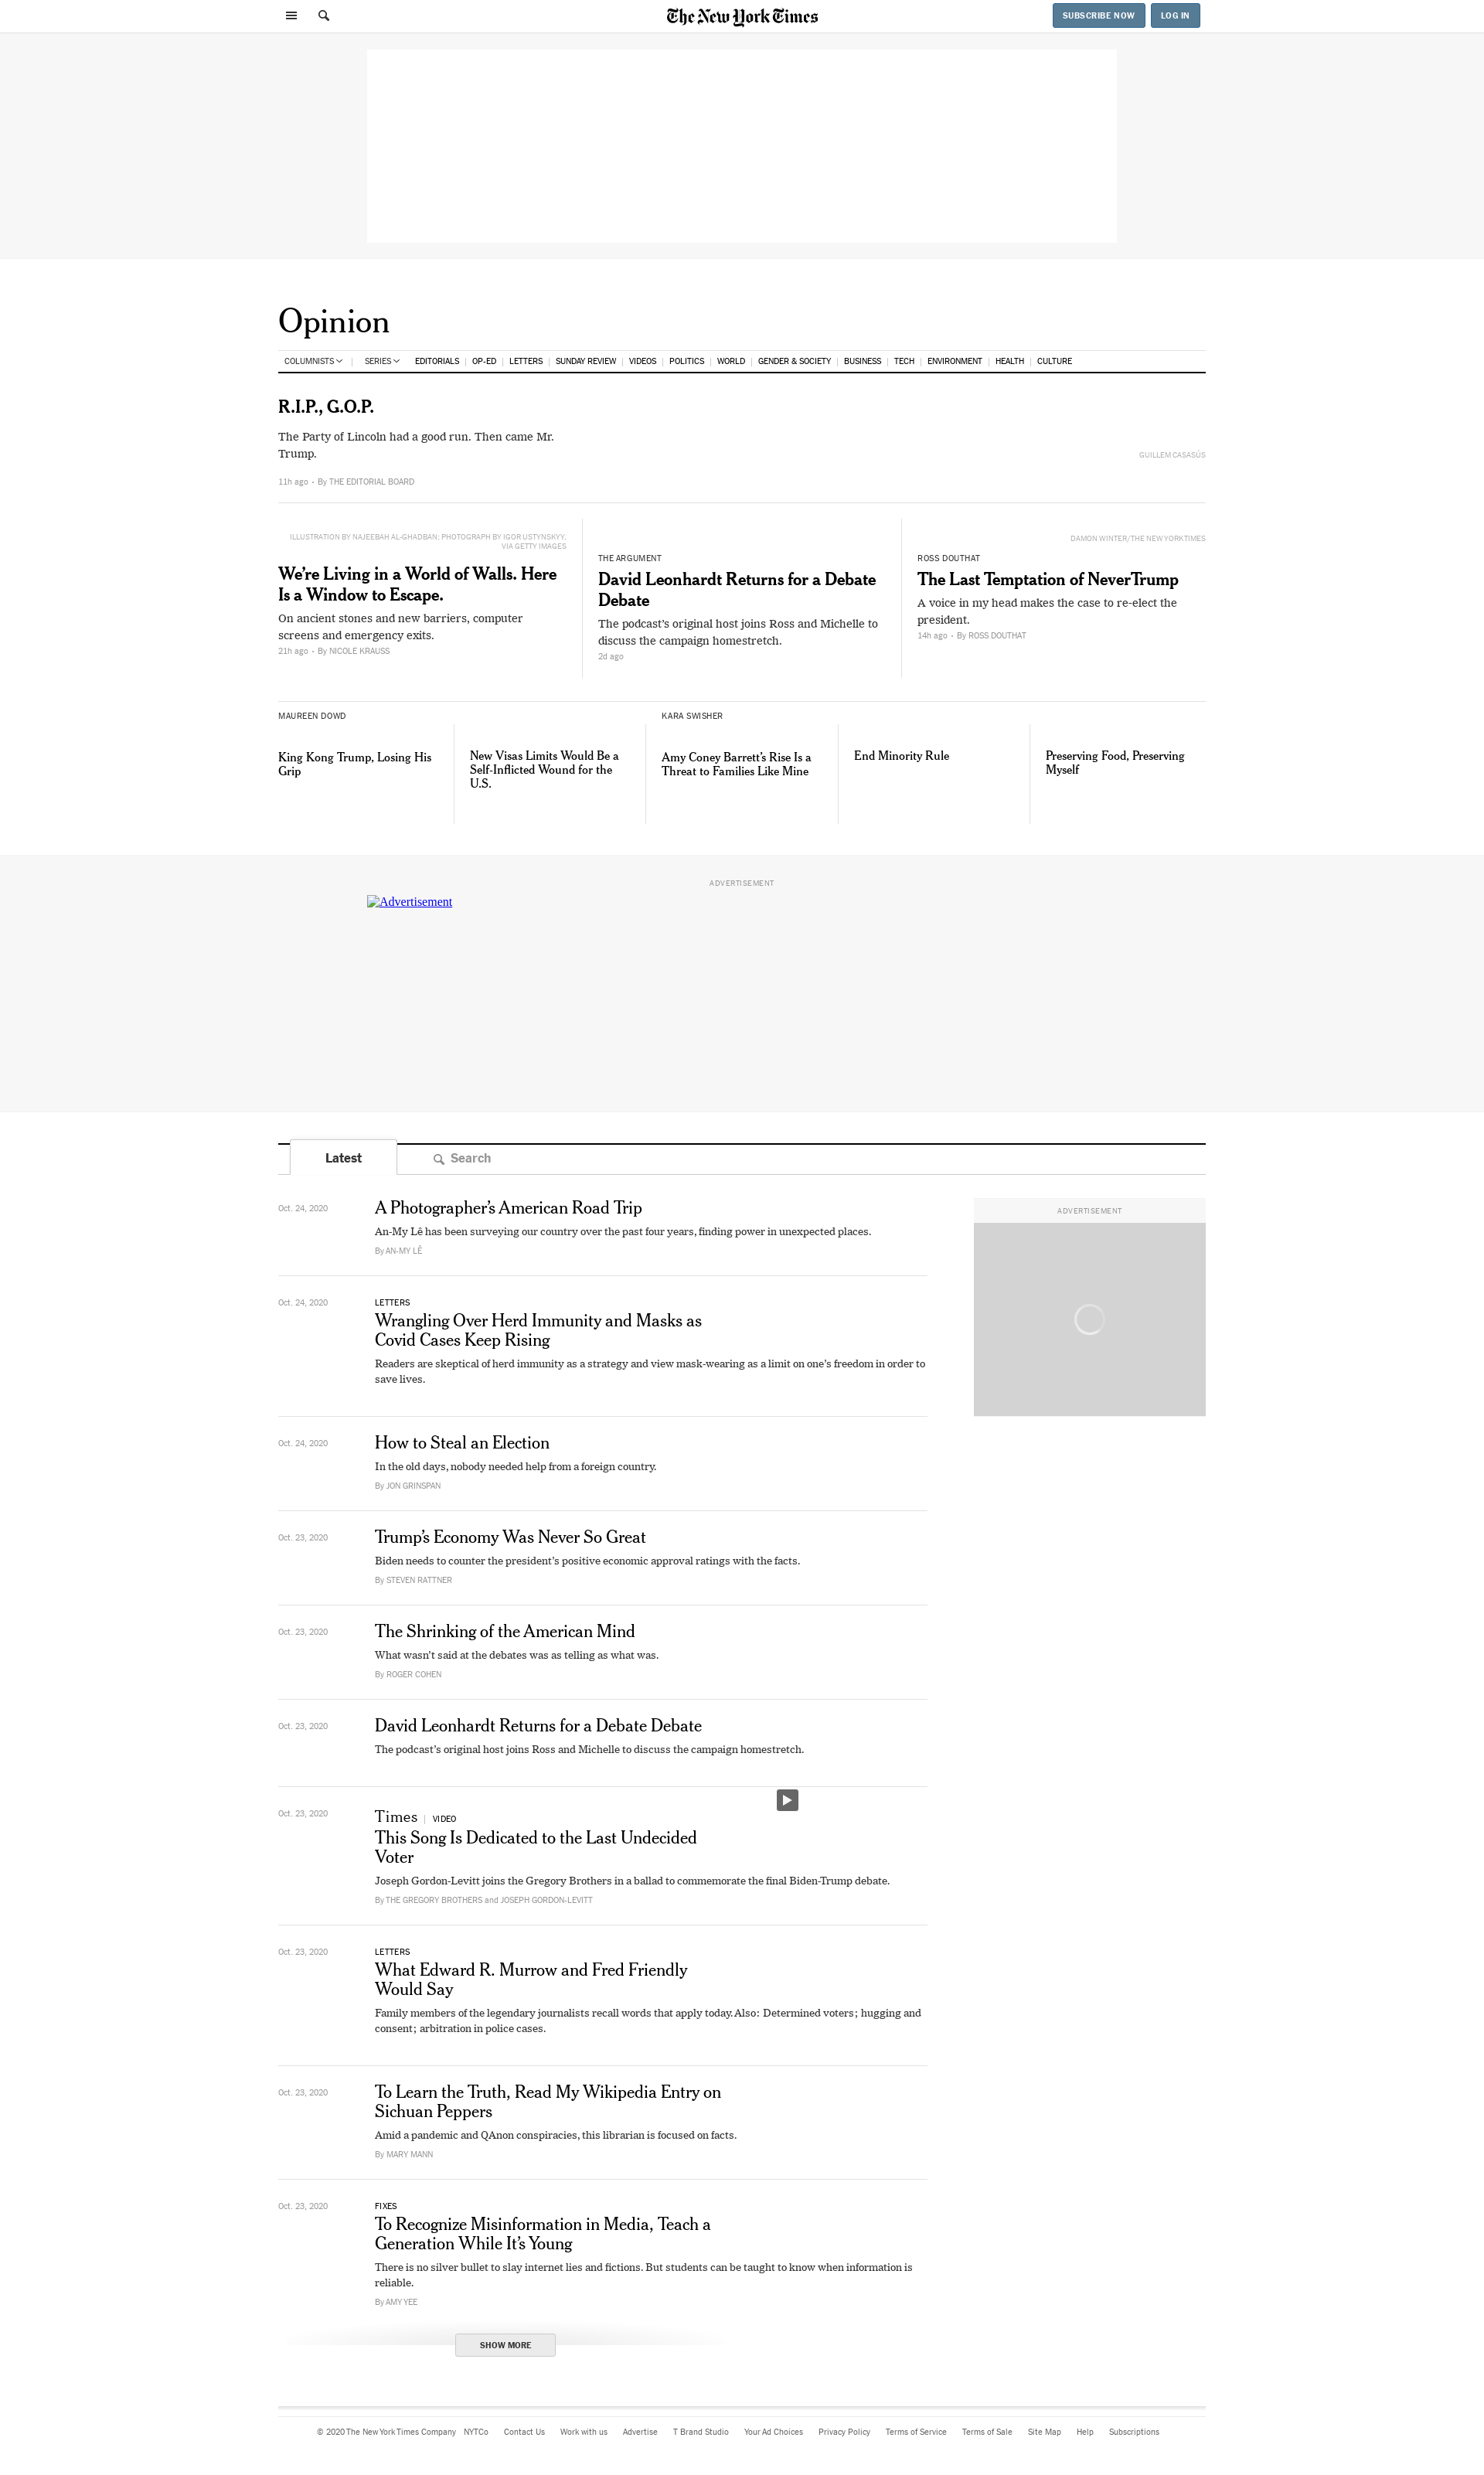 The New York Times
SUBSCRIBE NOW
LOG IN
Opinion
COLUMNISTS
SERIES
EDITORIALS
OP-ED
LETTERS
SUNDAY REVIEW
VIDEOS
POLITICS
WORLD
GENDER & SOCIETY
BUSINESS
TECH
ENVIRONMENT
HEALTH
CULTURE
R.I.P., G.O.P.
The Party of Lincoln had a good run. Then came Mr.
Trump.
11h ago • By THE EDITORIAL BOARD
GUILLEM CASASÚS
ILLUSTRATION BY NAJEEBAH AL-GHADBAN; PHOTOGRAPH BY IGOR USTYNSKYY,
VIA GETTY IMAGES
We’re Living in a World of Walls. Here
Is a Window to Escape.
On ancient stones and new barriers, computer
screens and emergency exits.
21h ago • By NICOLE KRAUSS
THE ARGUMENT
David Leonhardt Returns for a Debate
Debate
The podcast’s original host joins Ross and Michelle to
discuss the campaign homestretch.
2d ago
DAMON WINTER/THE NEW YORK TIMES
ROSS DOUTHAT
The Last Temptation of NeverTrump
A voice in my head makes the case to re-elect the
president.
14h ago • By ROSS DOUTHAT
MAUREEN DOWD
King Kong Trump, Losing His
Grip
New Visas Limits Would Be a
Self-Inflicted Wound for the
U.S.
KARA SWISHER
Amy Coney Barrett’s Rise Is a
Threat to Families Like Mine
End Minority Rule
Preserving Food, Preserving
Myself
ADVERTISEMENT
Advertisement
Latest
Search
ADVERTISEMENT
Oct. 24, 2020
A Photographer’s American Road Trip
An-My Lê has been surveying our country over the past four years, finding power in unexpected places.
By AN-MY LÊ
Oct. 24, 2020
LETTERS
Wrangling Over Herd Immunity and Masks as
Covid Cases Keep Rising
Readers are skeptical of herd immunity as a strategy and view mask-wearing as a limit on one’s freedom in order to
save lives.
Oct. 24, 2020
How to Steal an Election
In the old days, nobody needed help from a foreign country.
By JON GRINSPAN
Oct. 23, 2020
Trump’s Economy Was Never So Great
Biden needs to counter the president’s positive economic approval ratings with the facts.
By STEVEN RATTNER
Oct. 23, 2020
The Shrinking of the American Mind
What wasn’t said at the debates was as telling as what was.
By ROGER COHEN
Oct. 23, 2020
David Leonhardt Returns for a Debate Debate
The podcast’s original host joins Ross and Michelle to discuss the campaign homestretch.
Oct. 23, 2020
Times | VIDEO
This Song Is Dedicated to the Last Undecided
Voter
Joseph Gordon-Levitt joins the Gregory Brothers in a ballad to commemorate the final Biden-Trump debate.
By THE GREGORY BROTHERS and JOSEPH GORDON-LEVITT
Oct. 23, 2020
LETTERS
What Edward R. Murrow and Fred Friendly
Would Say
Family members of the legendary journalists recall words that apply today. Also: Determined voters; hugging and
consent; arbitration in police cases.
Oct. 23, 2020
To Learn the Truth, Read My Wikipedia Entry on
Sichuan Peppers
Amid a pandemic and QAnon conspiracies, this librarian is focused on facts.
By MARY MANN
Oct. 23, 2020
FIXES
To Recognize Misinformation in Media, Teach a
Generation While It’s Young
There is no silver bullet to slay internet lies and fictions. But students can be taught to know when information is
reliable.
By AMY YEE
SHOW MORE
© 2020 The New York Times Company
NYTCo
Contact Us
Work with us
Advertise
T Brand Studio
Your Ad Choices
Privacy Policy
Terms of Service
Terms of Sale
Site Map
Help
Subscriptions